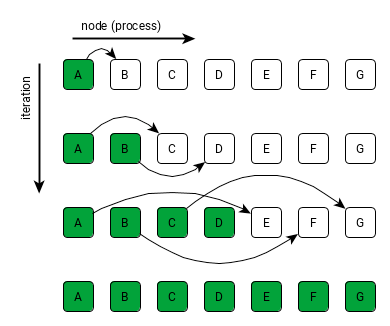 node (process)
iteration
A B C D E F G
A B C D E F G
A B C D E F G
A B C D E F G